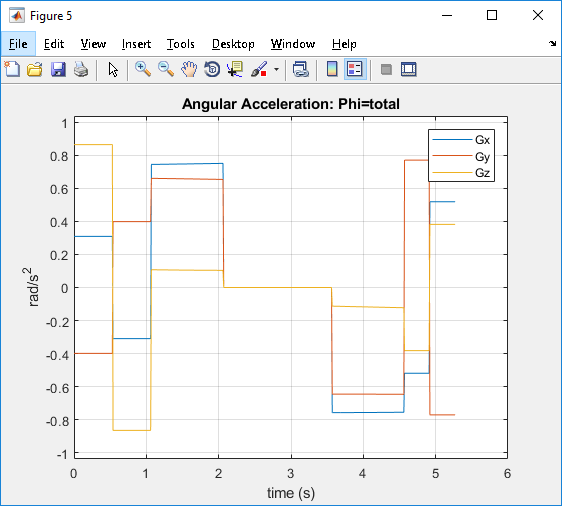 Figure 5
File Edit View Insert Tools Desktop Window Help
Angular Acceleration: Phi=total
Gx
Gy
Gz
1
0.8
0.6
0.4
0.2
0
-0.2
-0.4
-0.6
-0.8
-1
rad/s²
0 1 2 3 4 5 6
time (s)